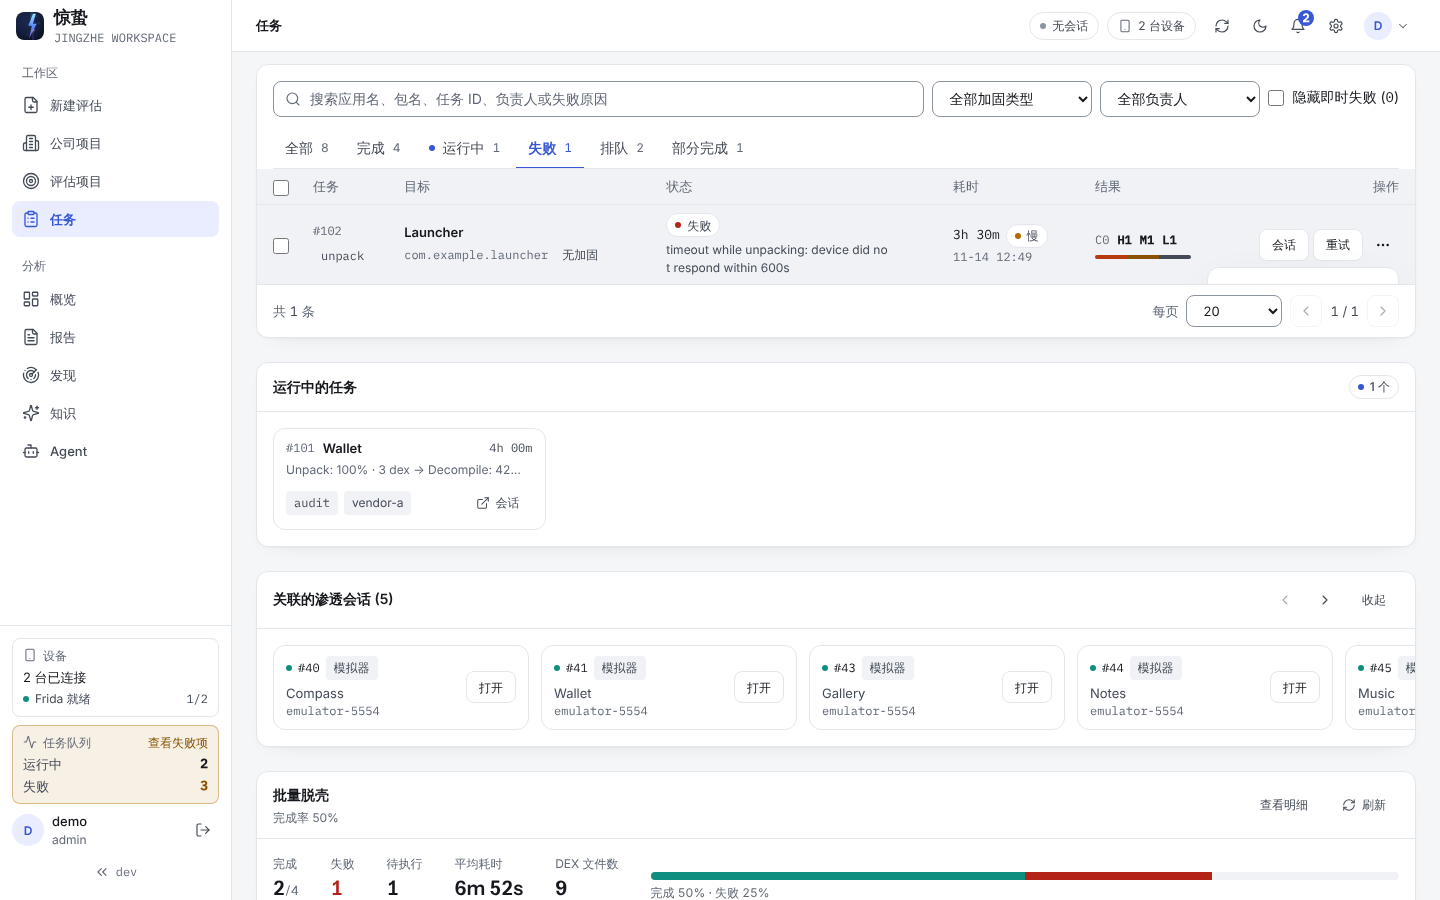 惊蛰
JINGZHE WORKSPACE
工作区
新建评估
公司项目
评估项目
任务
分析
概览
报告
发现
知识
Agent
设备
2 台已连接
Frida 就绪 1/2
任务队列 查看失败项
运行中 2
失败 3
D demo
admin
dev
任务
无会话 2 台设备 2 D
搜索应用名、包名、任务 ID、负责人或失败原因 全部加固类型 全部负责人 隐藏即时失败 (0)
全部 8 完成 4 运行中 1 失败 1 排队 2 部分完成 1
任务 目标 状态 耗时 结果 操作
#102 Launcher 失败 3h 30m 慢 C0 H1 M1 L1 会话 重试
unpack com.example.launcher 无加固 timeout while unpacking: device did no 11-14 12:49
t respond within 600s
共 1 条 每页 20 1 / 1
运行中的任务 1 个
#101 Wallet 4h 00m
Unpack: 100% · 3 dex → Decompile: 42...
audit vendor-a 会话
关联的渗透会话 (5) 收起
#40 模拟器 #41 模拟器 #43 模拟器 #44 模拟器 #45
Compass 打开 Wallet 打开 Gallery 打开 Notes 打开 Music
emulator-5554 emulator-5554 emulator-5554 emulator-5554 emulator
批量脱壳
完成率 50% 查看明细 刷新
完成 失败 待执行 平均耗时 DEX 文件数
2/4 1 1 6m 52s 9
完成 50% · 失败 25%